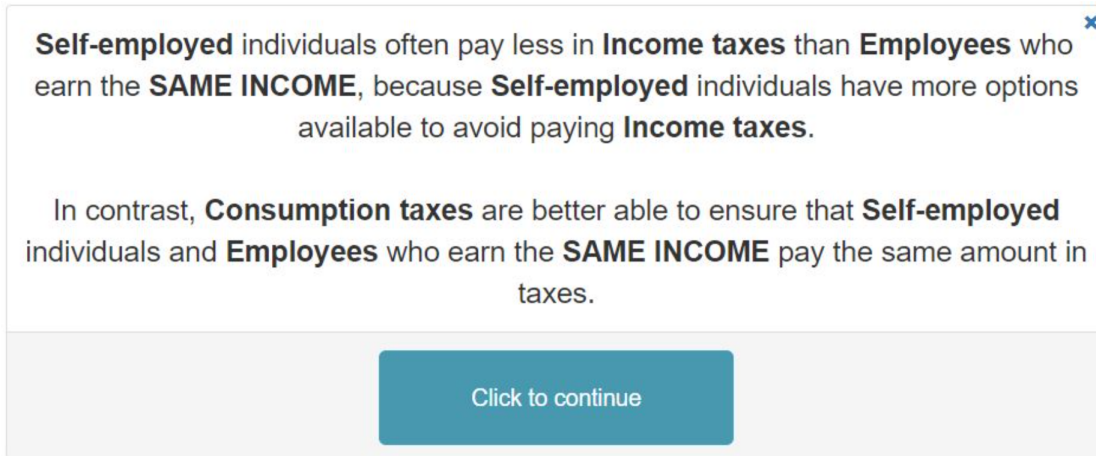 Self-employed individuals often pay less in Income taxes than Employees who
earn the SAME INCOME, because Self-employed individuals have more options
available to avoid paying Income taxes.
In contrast, Consumption taxes are better able to ensure that Self-employed
individuals and Employees who earn the SAME INCOME pay the same amount in
taxes.
Click to continue